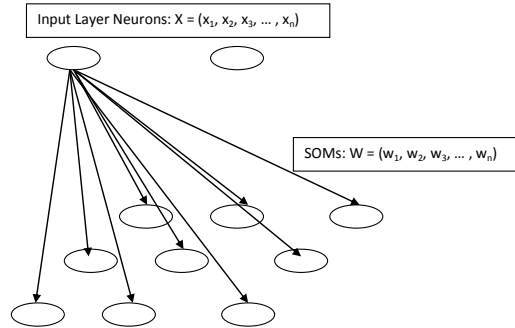 Input Layer Neurons: X = (x₁, x₂, x₃, … , xₙ)
SOMs: W = (w₁, w₂, w₃, … , wₙ)